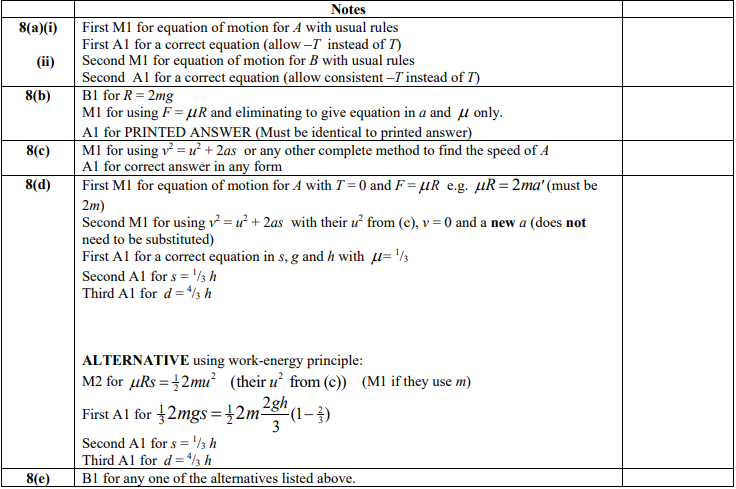 Notes
8(a)(i) First M1 for equation of motion for A with usual rules
First A1 for a correct equation (allow –T instead of T)
(ii) Second M1 for equation of motion for B with usual rules
Second A1 for a correct equation (allow consistent –T instead of T)
8(b) B1 for R = 2mg
M1 for using F = μR and eliminating to give equation in a and μ only.
A1 for PRINTED ANSWER (Must be identical to printed answer)
8(c) M1 for using v² = u² + 2as or any other complete method to find the speed of A
A1 for correct answer in any form
8(d) First M1 for equation of motion for A with T = 0 and F = μR e.g. μR = 2ma' (must be
2m)
Second M1 for using v² = u² + 2as with their u² from (c), v = 0 and a new a (does not
need to be substituted)
First A1 for a correct equation in s, g and h with μ= 1/3
Second A1 for s = 1/3 h
Third A1 for d = 4/3 h
ALTERNATIVE using work-energy principle:
M2 for μRs = ½2mu² (their u² from (c)) (M1 if they use m)
First A1 for ⅓2mgs = ½2m 2gh/3 (1 – ⅔)
Second A1 for s = 1/3 h
Third A1 for d = 4/3 h
8(e) B1 for any one of the alternatives listed above.